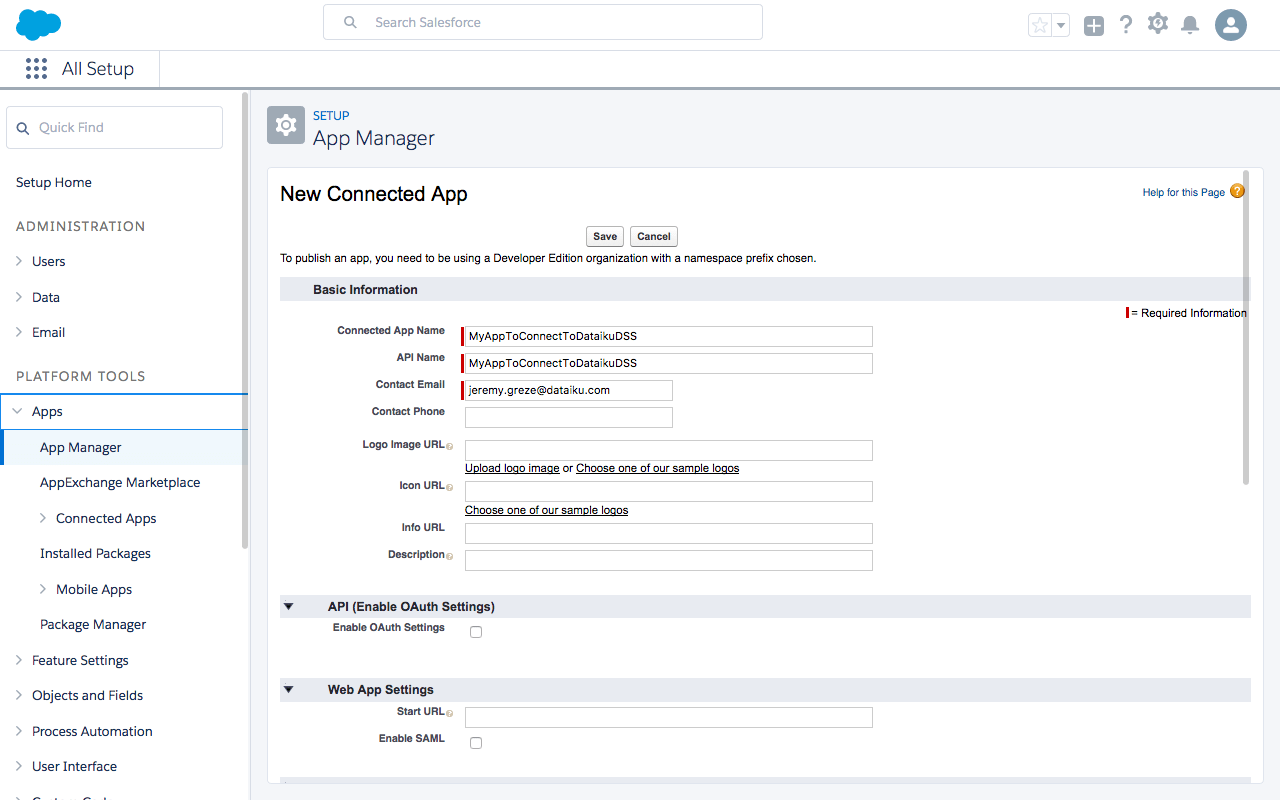 Search Salesforce
All Setup
Quick Find
Setup Home
ADMINISTRATION
Users
Data
Email
PLATFORM TOOLS
Apps
App Manager
AppExchange Marketplace
Connected Apps
Installed Packages
Mobile Apps
Package Manager
Feature Settings
Objects and Fields
Process Automation
User Interface
SETUP
App Manager
New Connected App
Help for this Page ?
Save Cancel
To publish an app, you need to be using a Developer Edition organization with a namespace prefix chosen.
Basic Information
= Required Information
Connected App Name MyAppToConnectToDataikuDSS
API Name MyAppToConnectToDataikuDSS
Contact Email jeremy.greze@dataiku.com
Contact Phone
Logo Image URL
Upload logo image or Choose one of our sample logos
Icon URL
Choose one of our sample logos
Info URL
Description
API (Enable OAuth Settings)
Enable OAuth Settings
Web App Settings
Start URL
Enable SAML